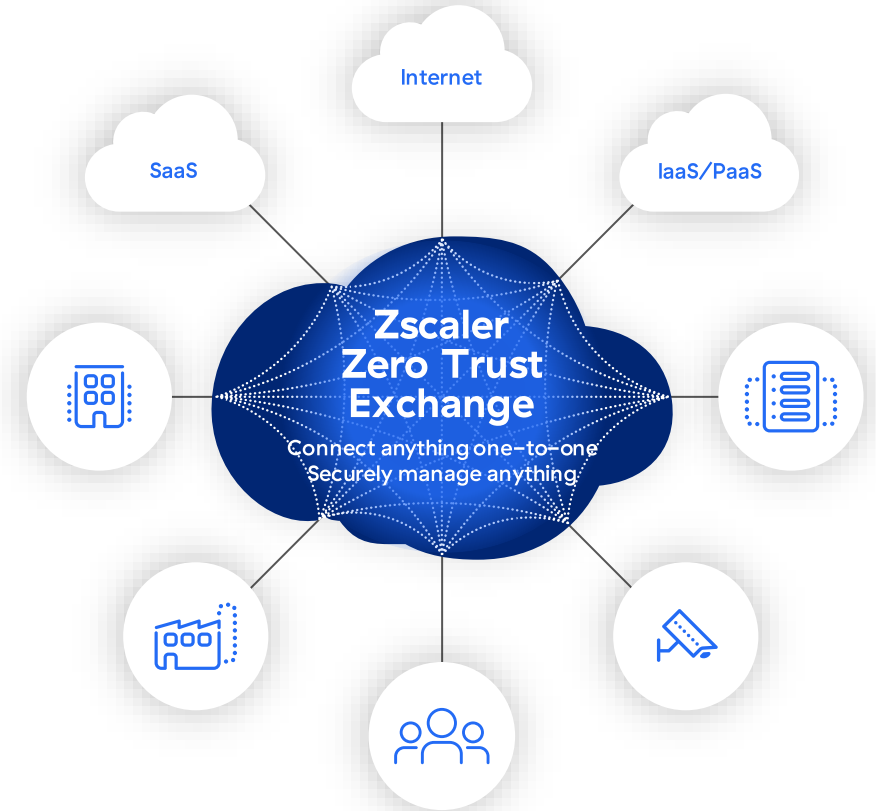 Internet
SaaS
IaaS/PaaS
Zscaler
Zero Trust
Exchange
Connect anything one-to-one
Securely manage anything